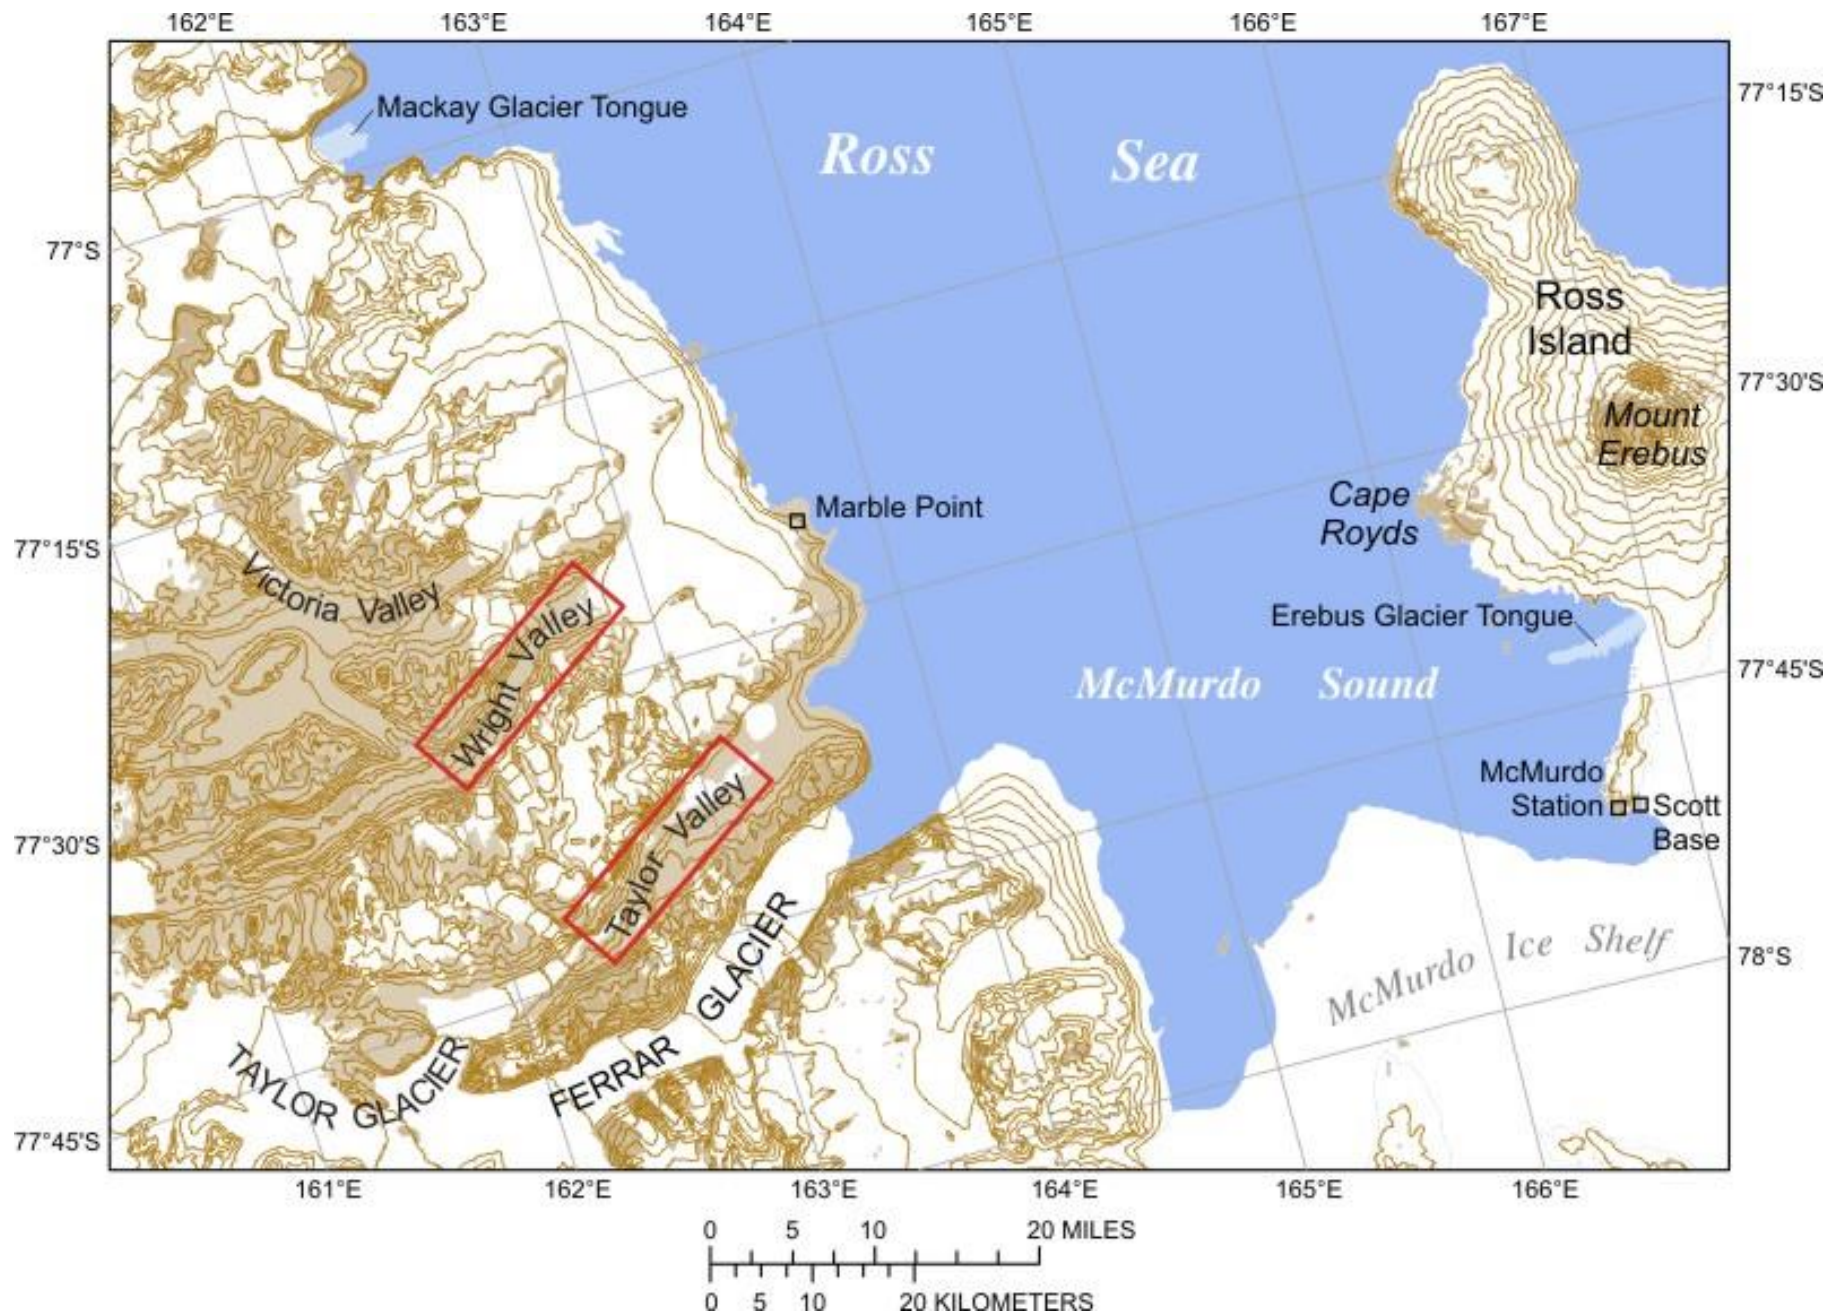 162°E 163°E 164°E 165°E 166°E 167°E
Mackay Glacier Tongue
77°15'S
Ross Sea
77°S
Ross
Island
77°30'S
Mount
Erebus
Cape
Royds
Marble Point
77°15'S
Victoria Valley
Wright Valley
Erebus Glacier Tongue
77°45'S
McMurdo Sound
McMurdo
Station
Scott
Base
77°30'S
Taylor Valley
McMurdo Ice Shelf
78°S
TAYLOR GLACIER
FERRAR GLACIER
77°45'S
161°E 162°E 163°E 164°E 165°E 166°E
0 5 10 20 MILES
0 5 10 20 KILOMETERS